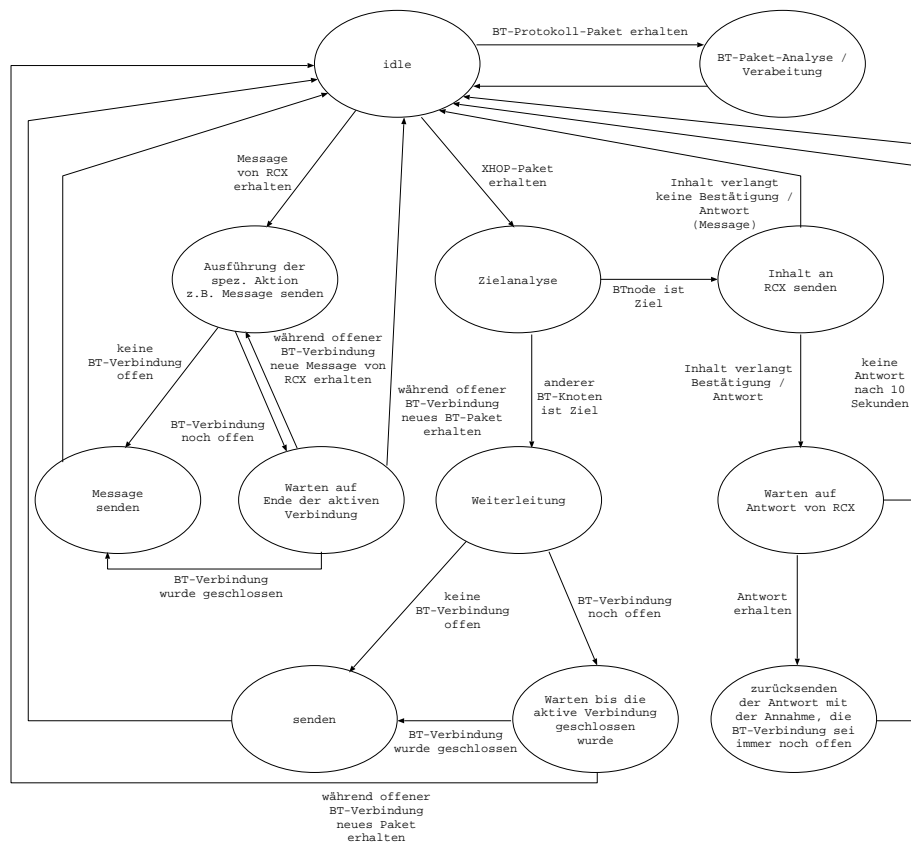 BT-Protokoll-Paket erhalten
idle
BT-Paket-Analyse /
Verabeitung
Message
von RCX
erhalten
XHOP-Paket
erhalten
Inhalt verlangt
keine Bestätigung /
Antwort
(Message)
Ausführung der
spez. Aktion
z.B. Message senden
Zielanalyse
BTnode ist
Ziel
Inhalt an
RCX senden
keine
BT-Verbindung
offen
während offener
BT-Verbindung
neue Message von
RCX erhalten
während offener
BT-Verbindung
neues BT-Paket
erhalten
anderer
BT-Knoten
ist Ziel
Inhalt verlangt
Bestätigung /
Antwort
keine
Antwort
nach 10
Sekunden
BT-Verbindung
noch offen
Message
senden
Warten auf
Ende der aktiven
Verbindung
Weiterleitung
Warten auf
Antwort von RCX
BT-Verbindung
wurde geschlossen
keine
BT-Verbindung
offen
BT-Verbindung
noch offen
Antwort
erhalten
senden
BT-Verbindung
wurde geschlossen
Warten bis die
aktive Verbindung
geschlossen
wurde
zurücksenden
der Antwort mit
der Annahme, die
BT-Verbindung sei
immer noch offen
während offener
BT-Verbindung
neues Paket
erhalten